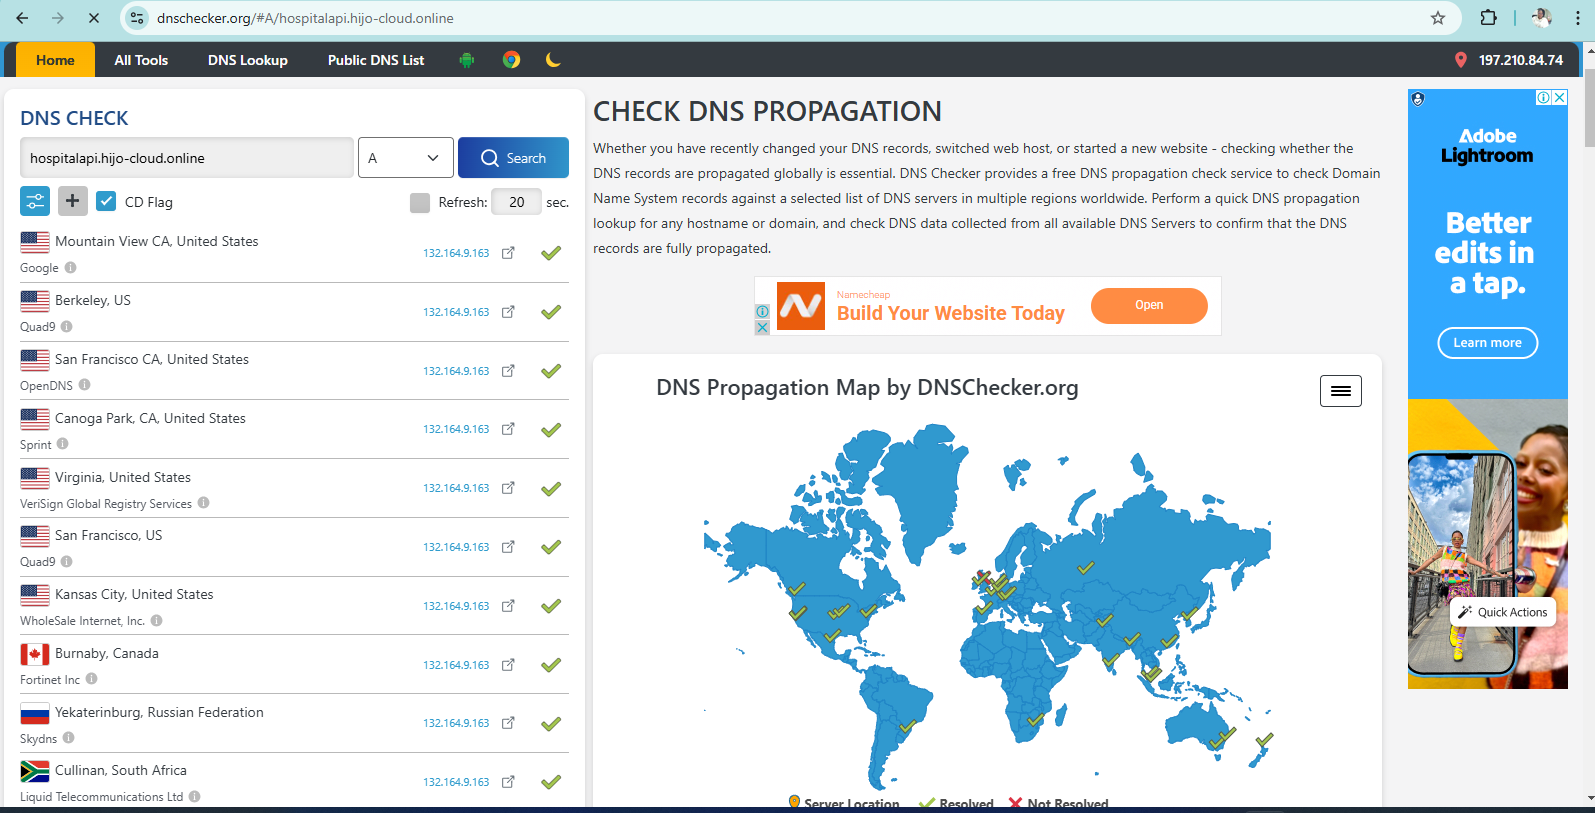 dnschecker.org/#A/hospitalapi.hijo-cloud.online
Home
All Tools
DNS Lookup
Public DNS List
197.210.84.74
DNS CHECK
hospitalapi.hijo-cloud.online
A
Search
CD Flag
Refresh:
20
sec.
Mountain View CA, United States
Google
132.164.9.163
Berkeley, US
Quad9
132.164.9.163
San Francisco CA, United States
OpenDNS
132.164.9.163
Canoga Park, CA, United States
Sprint
132.164.9.163
Virginia, United States
VeriSign Global Registry Services
132.164.9.163
San Francisco, US
Quad9
132.164.9.163
Kansas City, United States
WholeSale Internet, Inc.
132.164.9.163
Burnaby, Canada
Fortinet Inc
132.164.9.163
Yekaterinburg, Russian Federation
Skydns
132.164.9.163
Cullinan, South Africa
Liquid Telecommunications Ltd
132.164.9.163
CHECK DNS PROPAGATION
Whether you have recently changed your DNS records, switched web host, or started a new website - checking whether the
DNS records are propagated globally is essential. DNS Checker provides a free DNS propagation check service to check Domain
Name System records against a selected list of DNS servers in multiple regions worldwide. Perform a quick DNS propagation
lookup for any hostname or domain, and check DNS data collected from all available DNS Servers to confirm that the DNS
records are fully propagated.
Namecheap
Build Your Website Today
Open
DNS Propagation Map by DNSChecker.org
Server Location
Resolved
Not Resolved
Adobe
Lightroom
Better
edits in
a tap.
Learn more
Quick Actions